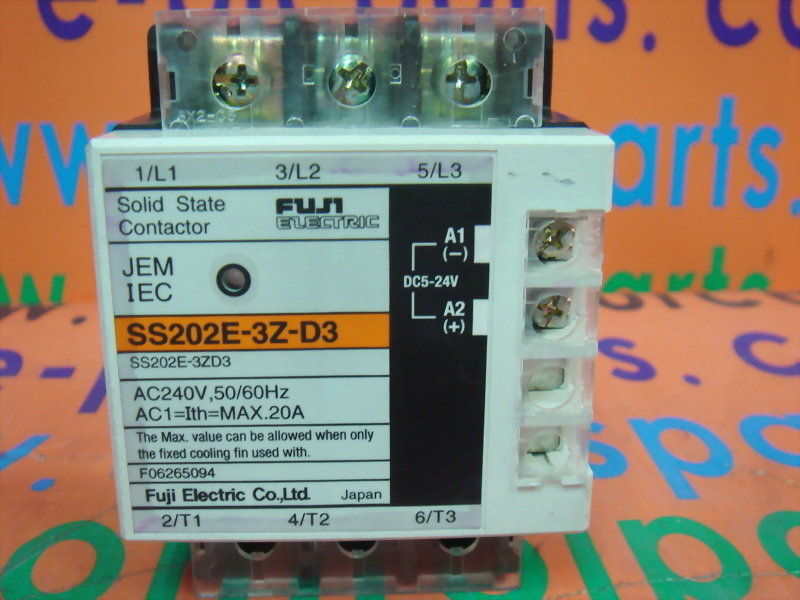 1/L1 3/L2 5/L3
Solid State
Contactor
FUJI
ELECTRIC
A1
(−)
DC5-24V
A2
(+)
JEM
IEC
SS202E-3Z-D3
SS202E-3ZD3
AC240V,50/60Hz
AC1=Ith=MAX.20A
The Max. value can be allowed when only
the fixed cooling fin used with.
F06265094
Fuji Electric Co.,Ltd. Japan
2/T1 4/T2 6/T3